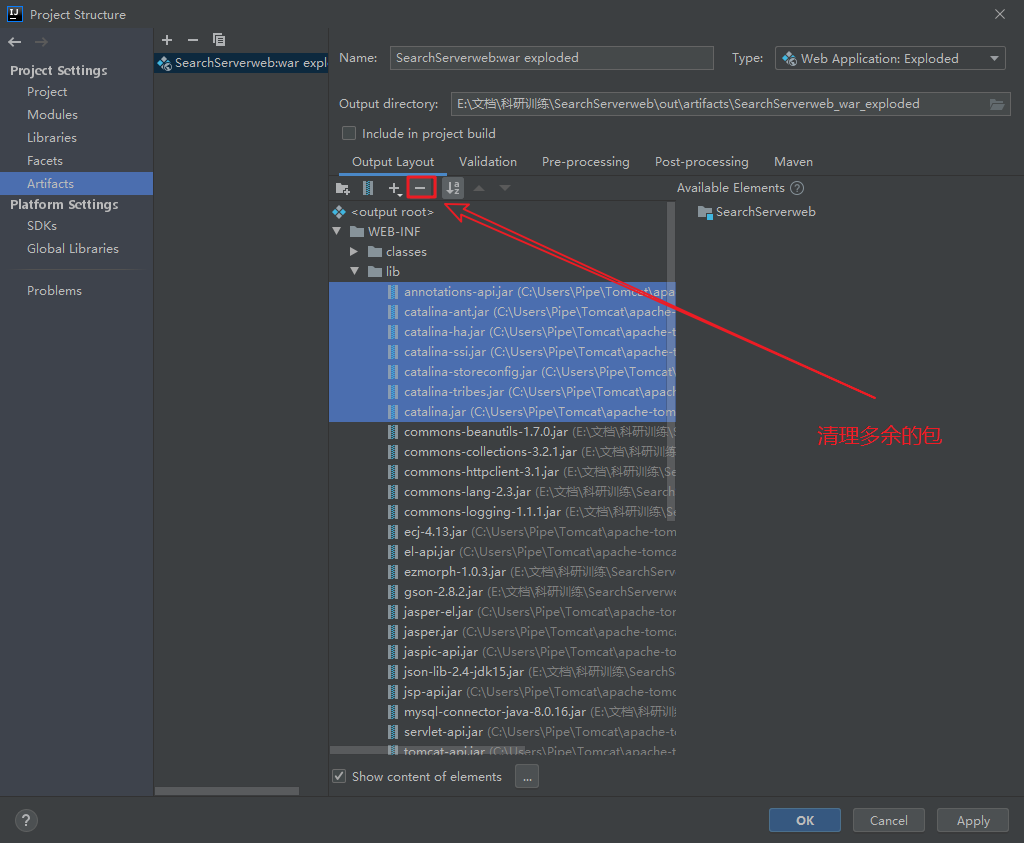 Project Structure
Project Settings
Project
Modules
Libraries
Facets
Artifacts
Platform Settings
SDKs
Global Libraries
Problems
SearchServerweb:war expl
Name: SearchServerweb:war exploded Type: Web Application: Exploded
Output directory: E:\文档\科研训练\SearchServerweb\out\artifacts\SearchServerweb_war_exploded
Include in project build
Output Layout Validation Pre-processing Post-processing Maven
Available Elements ?
<output root> SearchServerweb
WEB-INF
classes
lib
annotations-api.jar (C:\Users\Pipe\Tomcat\apa
catalina-ant.jar (C:\Users\Pipe\Tomcat\apache-
catalina-ha.jar (C:\Users\Pipe\Tomcat\apache-t
catalina-ssi.jar (C:\Users\Pipe\Tomcat\apache-t
catalina-storeconfig.jar (C:\Users\Pipe\Tomcat\
catalina-tribes.jar (C:\Users\Pipe\Tomcat\apach
catalina.jar (C:\Users\Pipe\Tomcat\apache-tom
清理多余的包
commons-beanutils-1.7.0.jar (E:\文档\科研训练\S
commons-collections-3.2.1.jar (E:\文档\科研训练
commons-httpclient-3.1.jar (E:\文档\科研训练\Se
commons-lang-2.3.jar (E:\文档\科研训练\Search
commons-logging-1.1.1.jar (E:\文档\科研训练\Se
ecj-4.13.jar (C:\Users\Pipe\Tomcat\apache-tom
el-api.jar (C:\Users\Pipe\Tomcat\apache-tomca
ezmorph-1.0.3.jar (E:\文档\科研训练\SearchServ
gson-2.8.2.jar (E:\文档\科研训练\SearchServerwe
jasper-el.jar (C:\Users\Pipe\Tomcat\apache-tor
jasper.jar (C:\Users\Pipe\Tomcat\apache-tomca
jaspic-api.jar (C:\Users\Pipe\Tomcat\apache-to
json-lib-2.4-jdk15.jar (E:\文档\科研训练\SearchS
jsp-api.jar (C:\Users\Pipe\Tomcat\apache-tomc
mysql-connector-java-8.0.16.jar (E:\文档\科研训
servlet-api.jar (C:\Users\Pipe\Tomcat\apache-t
tomcat-api.jar (C:\Users\Pipe\Tomcat\apache-t
Show content of elements ...
? OK Cancel Apply